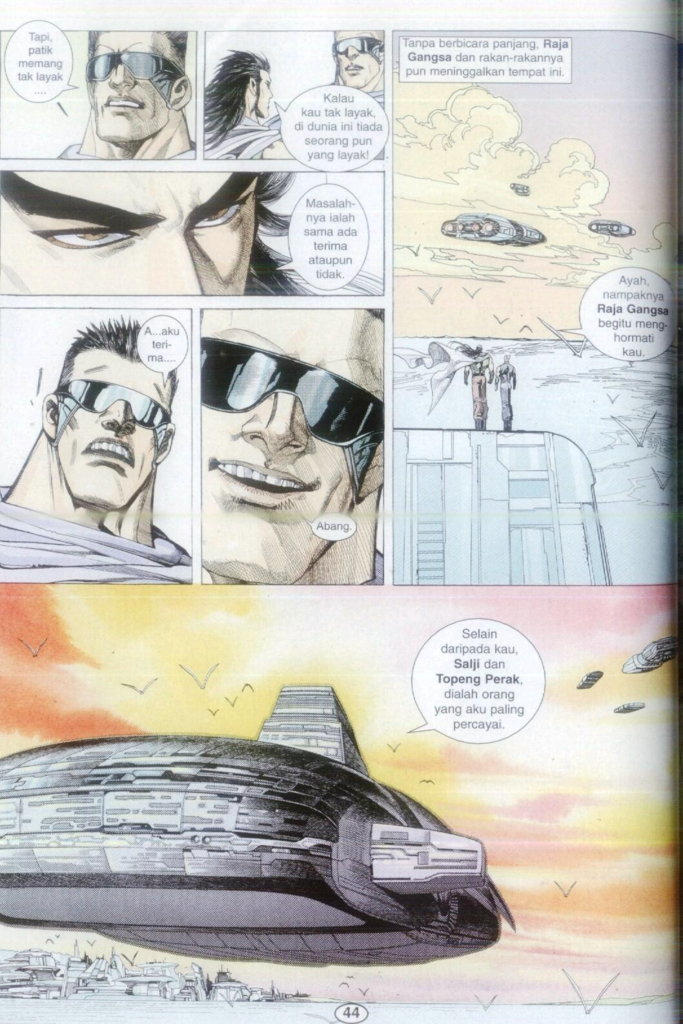 Tapi,
patik
memang
tak layak
....
Kalau
kau tak layak,
di dunia ini tiada
seorang pun
yang layak!
Masalah-
nya ialah
sama ada
terima
ataupun
tidak.
A...aku
teri-
ma....
Abang.
Tanpa berbicara panjang, Raja
Gangsa dan rakan-rakannya
pun meninggalkan tempat ini.
Ayah,
nampaknya
Raja Gangsa
begitu meng-
hormati
kau.
Selain
daripada kau,
Salji dan
Topeng Perak,
dialah orang
yang aku paling
percayai.
44